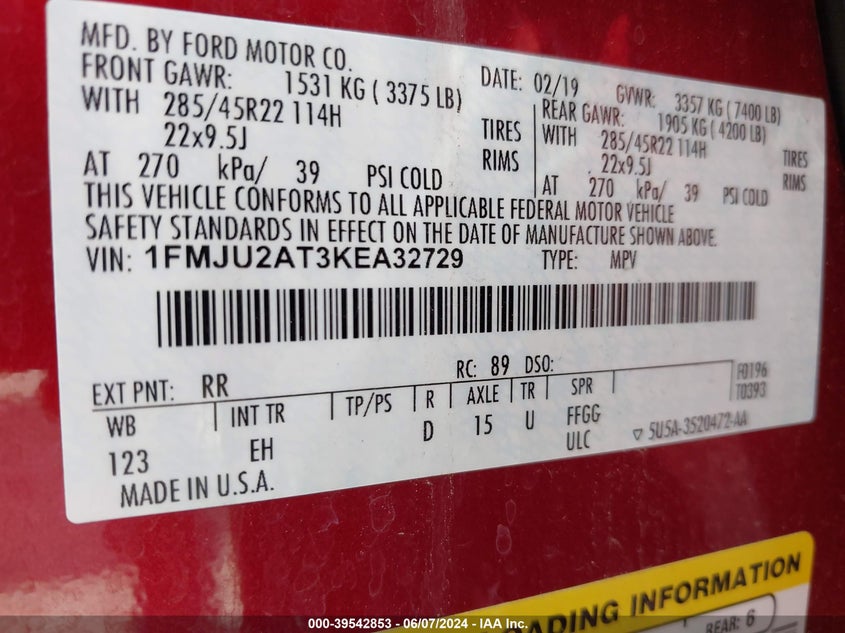 MFD. BY FORD MOTOR CO.
DATE: 02/19 GVWR: 3357 KG ( 7400 LB)
FRONT GAWR: 1531 KG ( 3375 LB)
REAR GAWR: 1905 KG ( 4200 LB)
WITH 285/45R22 114H TIRES
WITH 285/45R22 114H TIRES
22x9.5J RIMS
22x9.5J RIMS
AT 270 kPa/ 39 PSI COLD
AT 270 kPa/ 39 PSI COLD
THIS VEHICLE CONFORMS TO ALL APPLICABLE FEDERAL MOTOR VEHICLE
SAFETY STANDARDS IN EFFECT ON THE DATE OF MANUFACTURE SHOWN ABOVE.
VIN: 1FMJU2AT3KEA32729 TYPE: MPV
EXT PNT: RR RC: 89 DSO: F0196
T0393
WB INT TR TP/PS R AXLE TR SPR
123 EH D 15 U FFGG
ULC ▽ 5U5A-3520472-AA
MADE IN U.S.A.
LOADING INFORMATION
REAR: 6
000-39542853 - 06/07/2024 - IAA Inc.